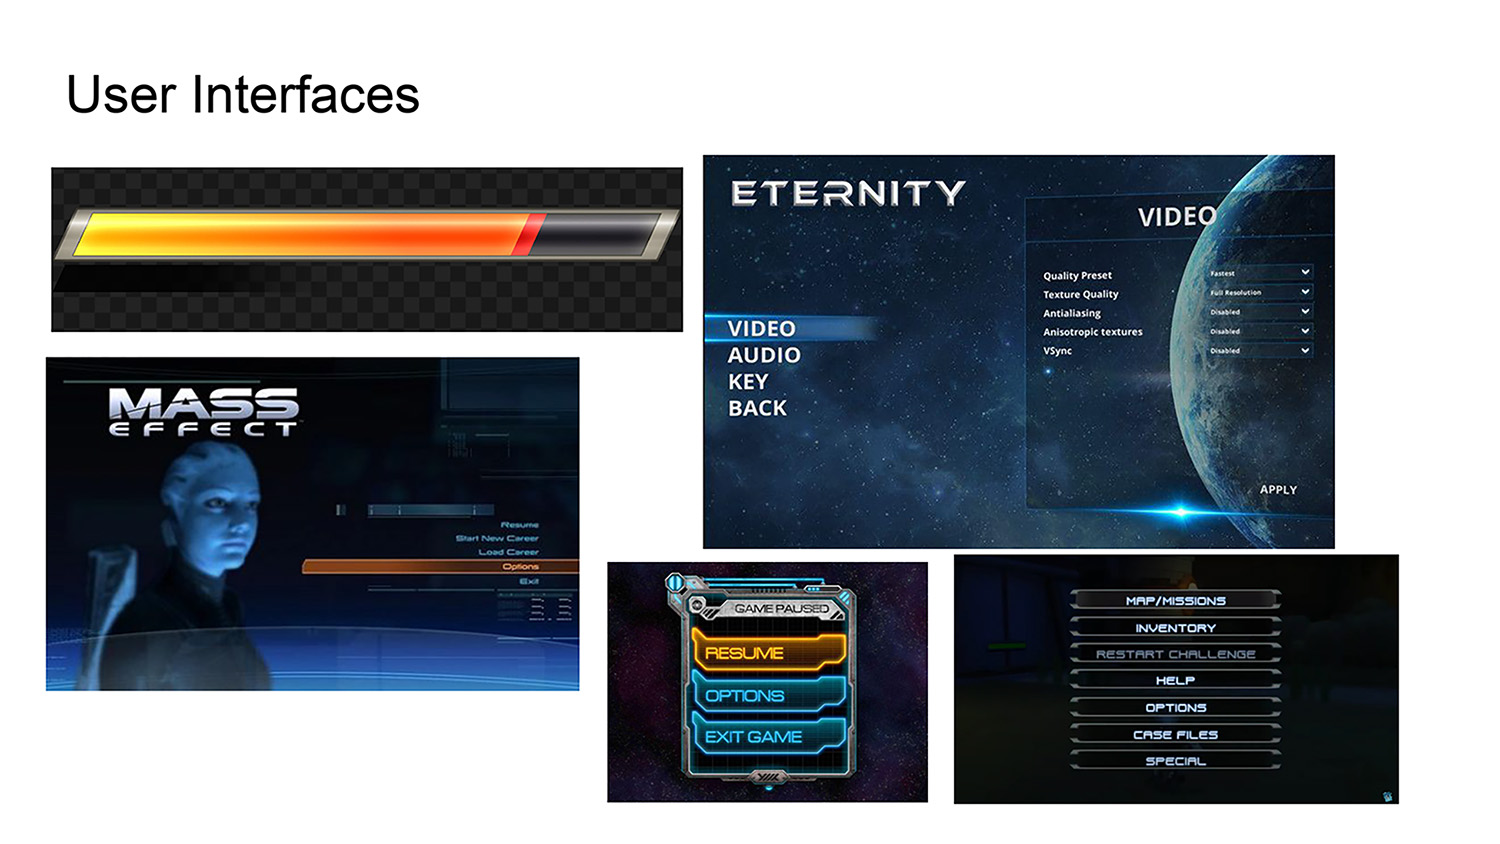 User Interfaces
ETERNITY
VIDEO
Quality Preset Fastest
Texture Quality Full Resolution
Antialiasing Disabled
Anisotropic textures Disabled
VSync Disabled
VIDEO
AUDIO
KEY
BACK
APPLY
MASS
EFFECT
Resume
Start New Career
Load Career
Options
Exit
GAME PAUSED
RESUME
OPTIONS
EXIT GAME
MAP/MISSIONS
INVENTORY
RESTART CHALLENGE
HELP
OPTIONS
CASE FILES
SPECIAL